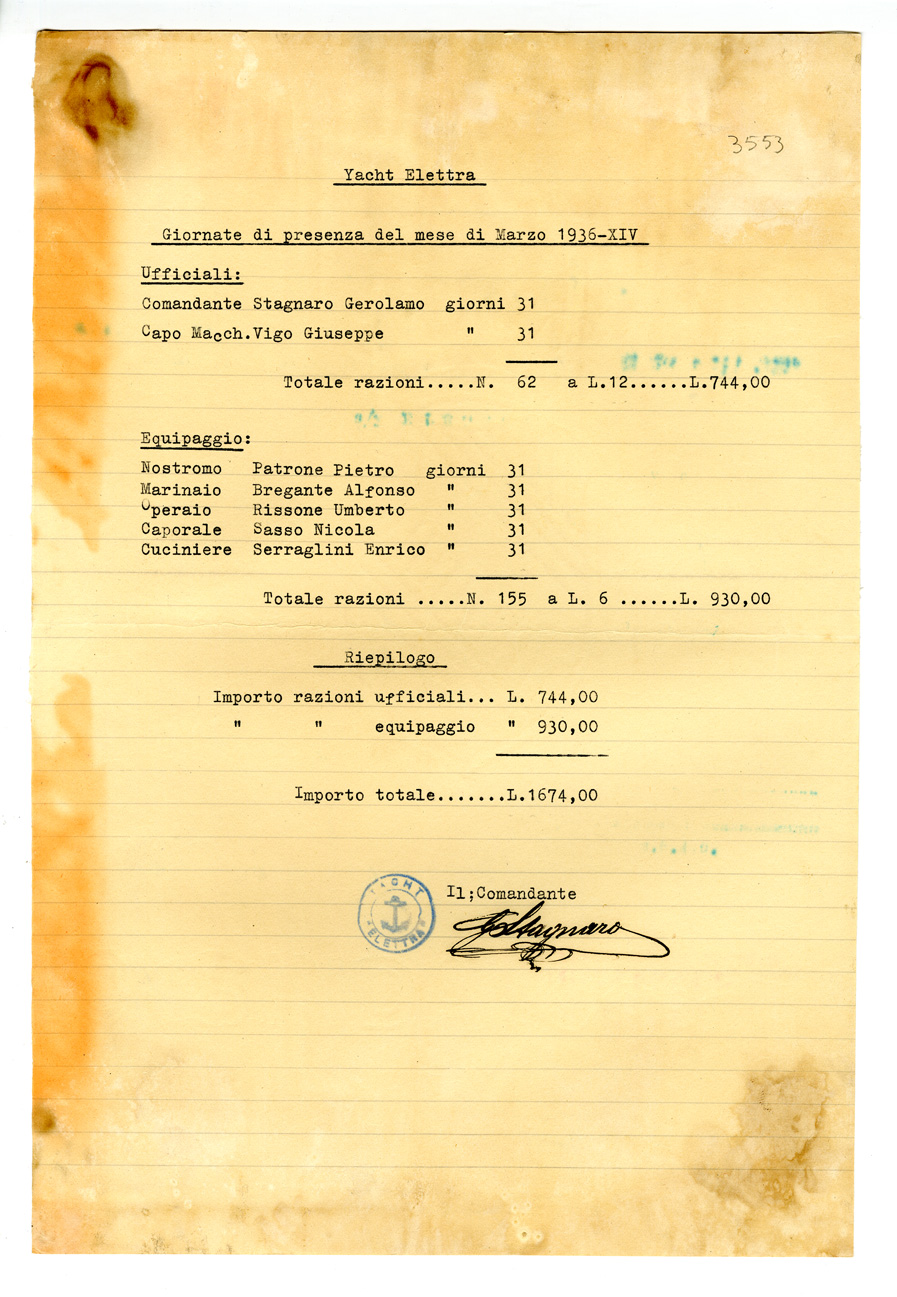 3553
Yacht Elettra
Giornate di presenza del mese di Marzo 1936-XIV
Ufficiali:
Comandante Stagnaro Gerolamo giorni 31
Capo Macch.Vigo Giuseppe " 31
Totale razioni.....N. 62 a L.12......L.744,00
Equipaggio:
Nostromo Patrone Pietro giorni 31
Marinaio Bregante Alfonso " 31
Operaio Rissone Umberto " 31
Caporale Sasso Nicola " 31
Cuciniere Serraglini Enrico " 31
Totale razioni .....N. 155 a L. 6 ......L. 930,00
Riepilogo
Importo razioni ufficiali... L. 744,00
" " equipaggio " 930,00
Importo totale.......L.1674,00
Il;Comandante
YACHT ELETTRA
GStagnaro